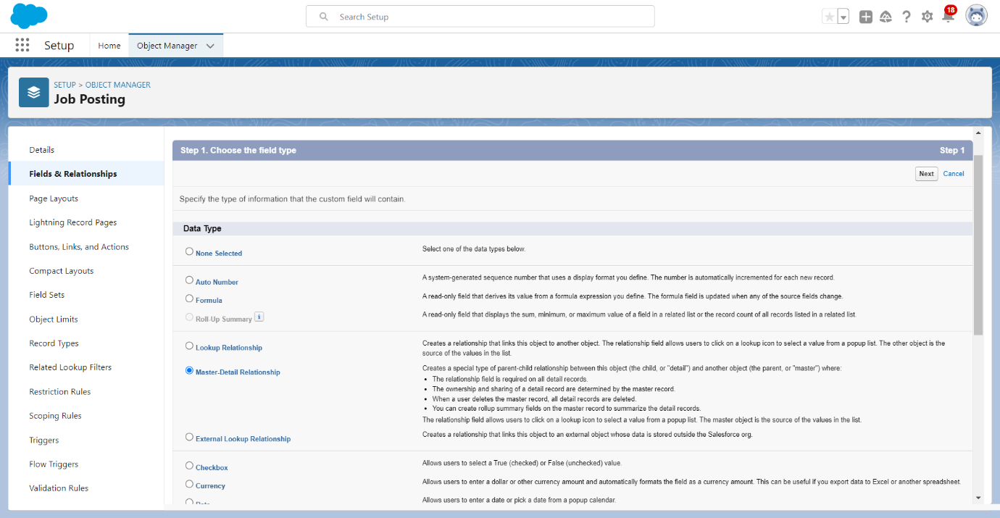 Search Setup
18
Setup
Home
Object Manager
SETUP > OBJECT MANAGER
Job Posting
Details
Fields & Relationships
Page Layouts
Lightning Record Pages
Buttons, Links, and Actions
Compact Layouts
Field Sets
Object Limits
Record Types
Related Lookup Filters
Restriction Rules
Scoping Rules
Triggers
Flow Triggers
Validation Rules
Step 1. Choose the field type
Step 1
Next
Cancel
Specify the type of information that the custom field will contain.
Data Type
None Selected
Select one of the data types below.
Auto Number
A system-generated sequence number that uses a display format you define. The number is automatically incremented for each new record.
Formula
A read-only field that derives its value from a formula expression you define. The formula field is updated when any of the source fields change.
Roll-Up Summary
i
A read-only field that displays the sum, minimum, or maximum value of a field in a related list or the record count of all records listed in a related list.
Lookup Relationship
Creates a relationship that links this object to another object. The relationship field allows users to click on a lookup icon to select a value from a popup list. The other object is the
source of the values in the list.
Master-Detail Relationship
Creates a special type of parent-child relationship between this object (the child, or "detail") and another object (the parent, or "master") where:
• The relationship field is required on all detail records.
• The ownership and sharing of a detail record are determined by the master record.
• When a user deletes the master record, all detail records are deleted.
• You can create rollup summary fields on the master record to summarize the detail records.
The relationship field allows users to click on a lookup icon to select a value from a popup list. The master object is the source of the values in the list.
External Lookup Relationship
Creates a relationship that links this object to an external object whose data is stored outside the Salesforce org.
Checkbox
Allows users to select a True (checked) or False (unchecked) value.
Currency
Allows users to enter a dollar or other currency amount and automatically formats the field as a currency amount. This can be useful if you export data to Excel or another spreadsheet.
Date
Allows users to enter a date or pick a date from a popup calendar.